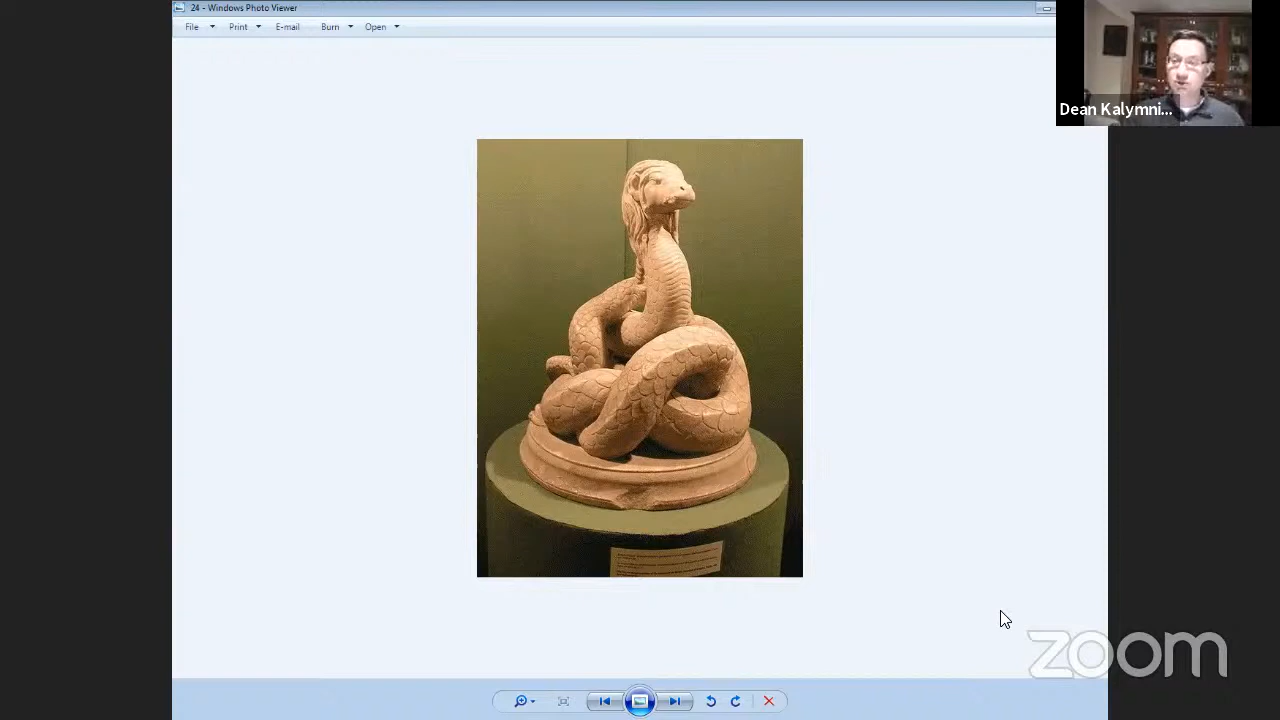 24 - Windows Photo Viewer
File Print E-mail Burn Open
Dean Kalymni...
zoom